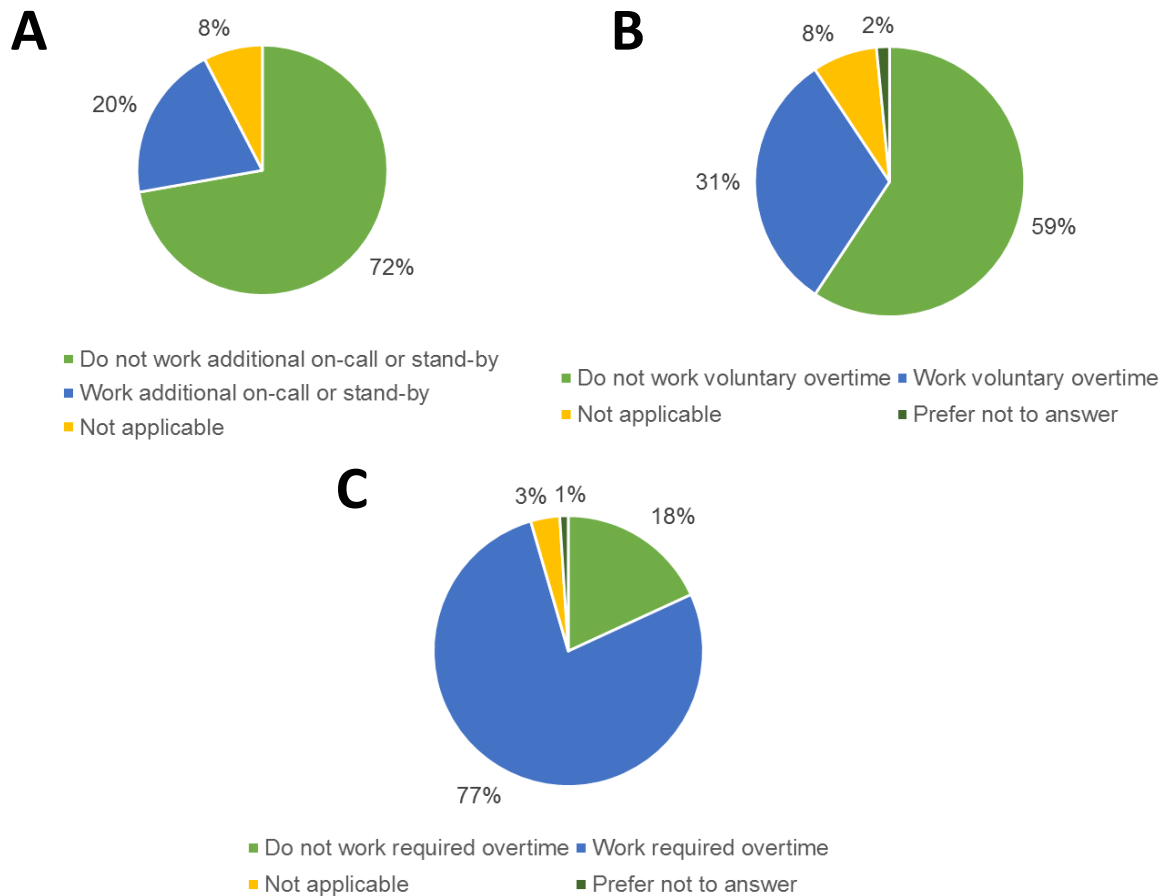 A
8%
20%
72%
Do not work additional on-call or stand-by
Work additional on-call or stand-by
Not applicable
B
8% 2%
31%
59%
Do not work voluntary overtime Work voluntary overtime
Not applicable Prefer not to answer
C
3% 1%
18%
77%
Do not work required overtime Work required overtime
Not applicable Prefer not to answer